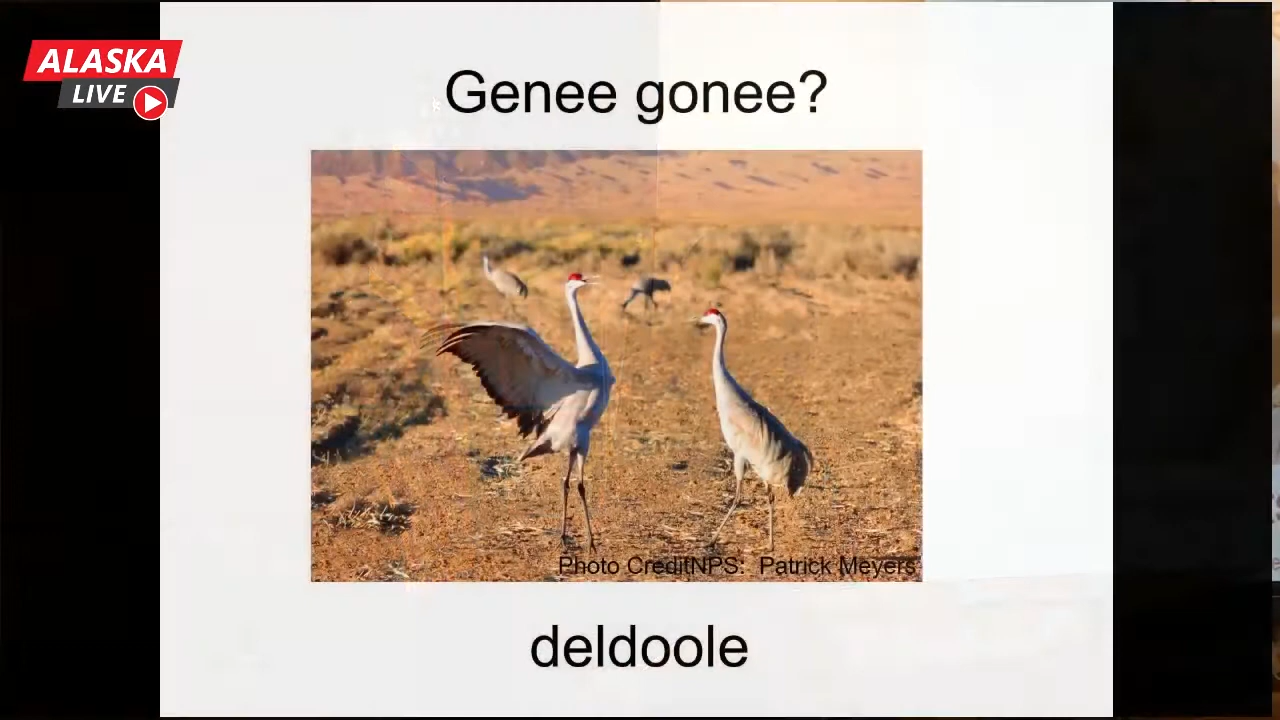 ALASKA
LIVE
Genee gonee?
Photo CreditNPS: Patrick Meyers
deldoole